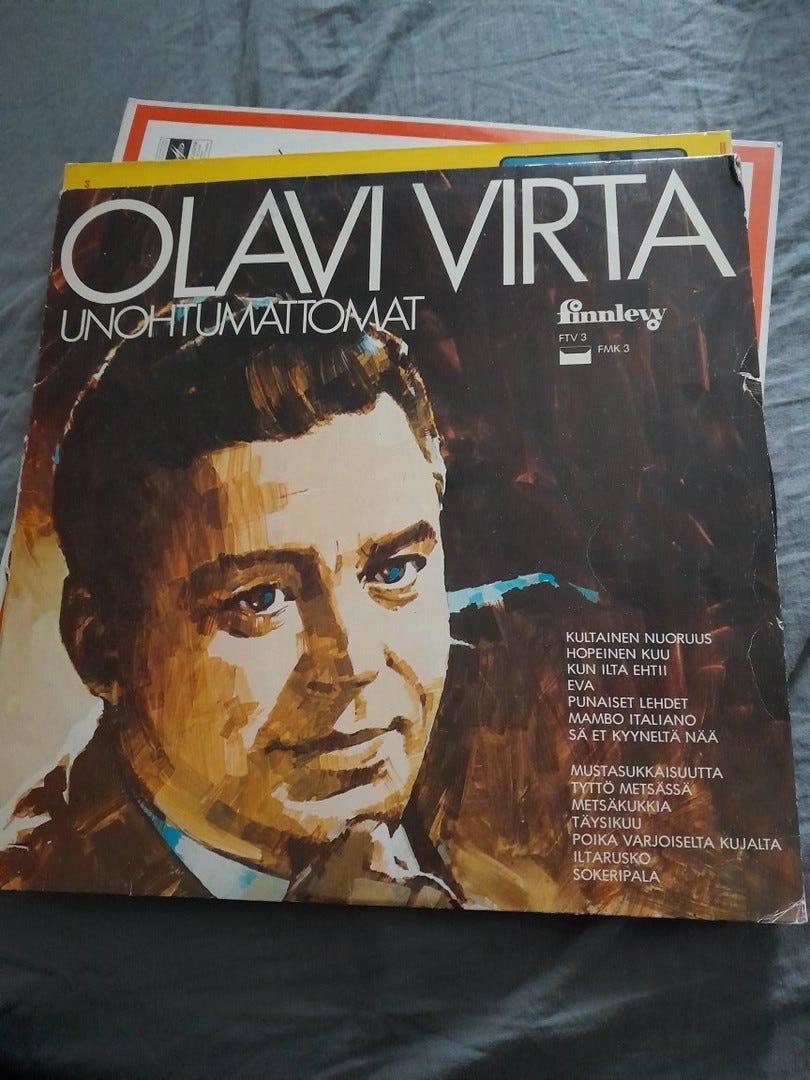 OLAVI VIRTA
UNOHTUMATTOMAT
finnlevy
FTV 3
FMK 3
KULTAINEN NUORUUS
HOPEINEN KUU
KUN ILTA EHTII
EVA
PUNAISET LEHDET
MAMBO ITALIANO
SÄ ET KYYNELTÄ NÄÄ
MUSTASUKKAISUUTTA
TYTTÖ METSÄSSÄ
METSÄKUKKIA
TÄYSIKUU
POIKA VARJOISELTA KUJALTA
ILTARUSKO
SOKERIPALA